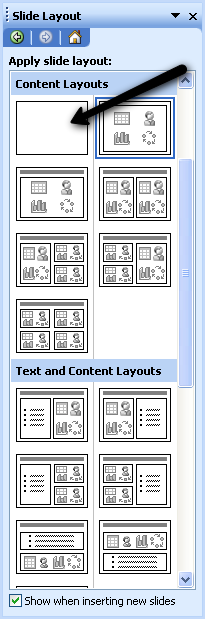 Slide Layout
Apply slide layout:
Content Layouts
Text and Content Layouts
Show when inserting new slides